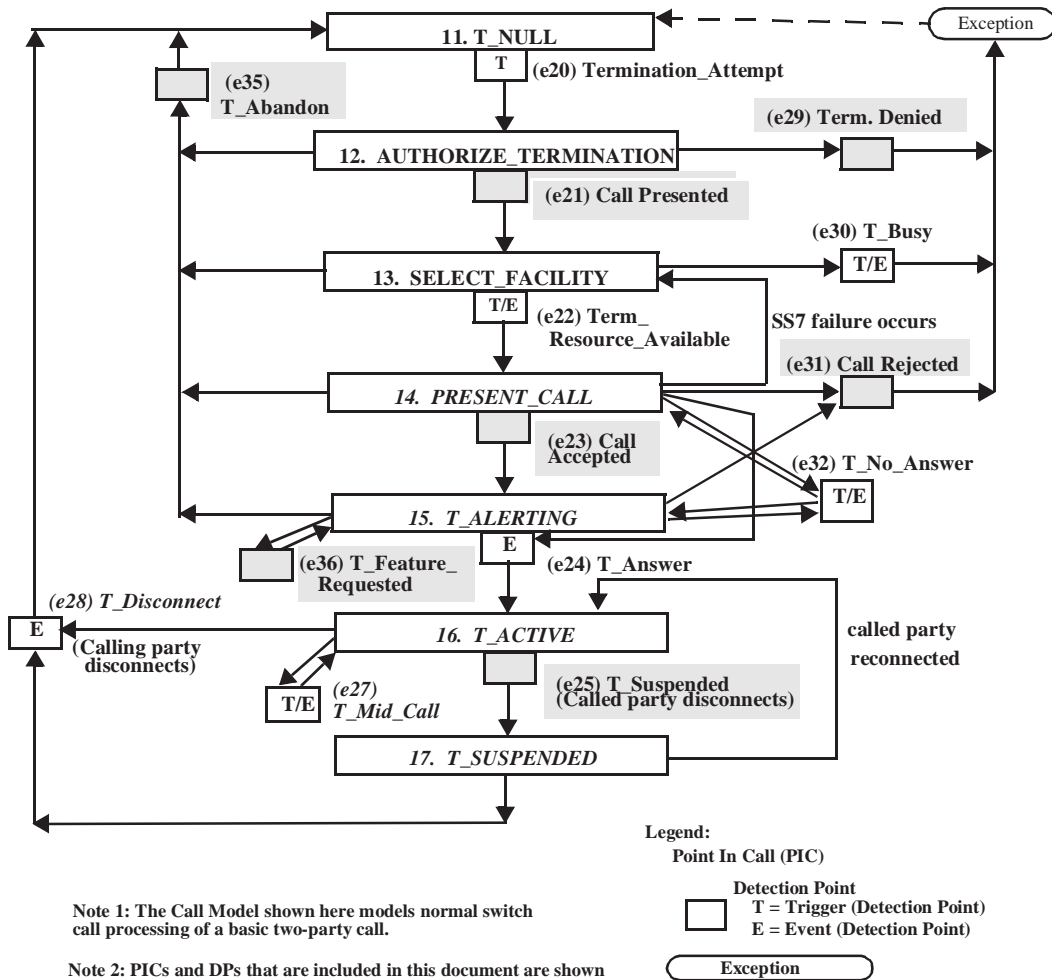 11. T_NULL
Exception
T
(e20) Termination_Attempt
(e35)
T_Abandon
(e29) Term. Denied
12. AUTHORIZE_TERMINATION
(e21) Call Presented
(e30) T_Busy
13. SELECT_FACILITY
T/E
T/E
(e22) Term_
Resource_Available
SS7 failure occurs
(e31) Call Rejected
14. PRESENT_CALL
(e23) Call
Accepted
(e32) T_No_Answer
T/E
15. T_ALERTING
E
(e24) T_Answer
(e36) T_Feature_
Requested
(e28) T_Disconnect
E
(Calling party
disconnects)
16. T_ACTIVE
called party
reconnected
(e25) T_Suspended
(Called party disconnects)
T/E
(e27)
T_Mid_Call
17. T_SUSPENDED
Legend:
Point In Call (PIC)
Detection Point
T = Trigger (Detection Point)
E = Event (Detection Point)
Note 1: The Call Model shown here models normal switch
call processing of a basic two-party call.
Note 2: PICs and DPs that are included in this document are shown
Exception